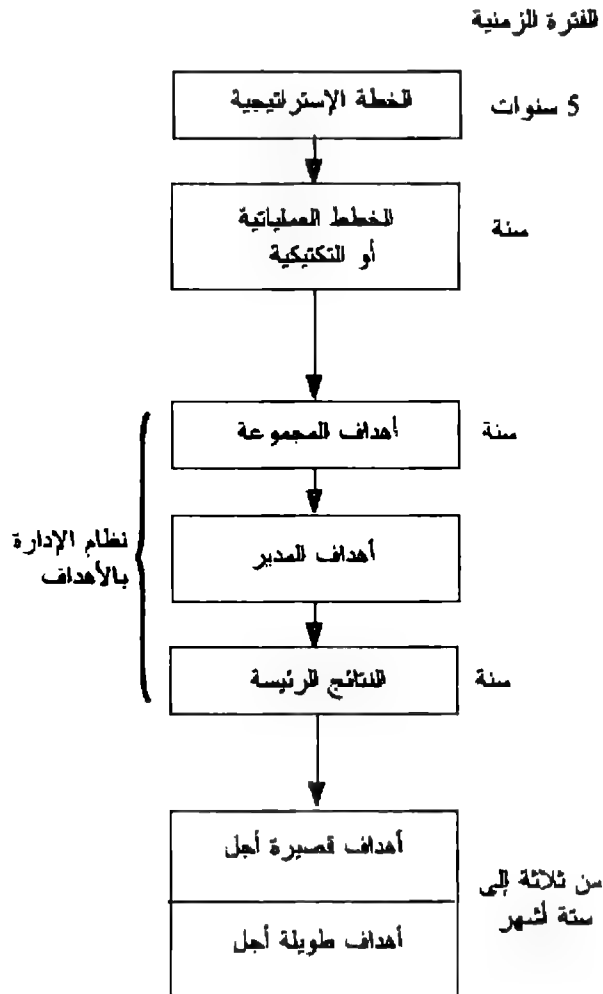 الفترة الزمنية
الخطة الإستراتيجية
5 سنوات
الخطط العملياتية
أو التكتيكية
سنة
أهداف المجموعة
سنة
نظام الإدارة
بالأهداف
أهداف المدير
النتائج الرئيسة
سنة
أهداف قصيرة أجل
من ثلاثة إلى
ستة أشهر
أهداف طويلة أجل